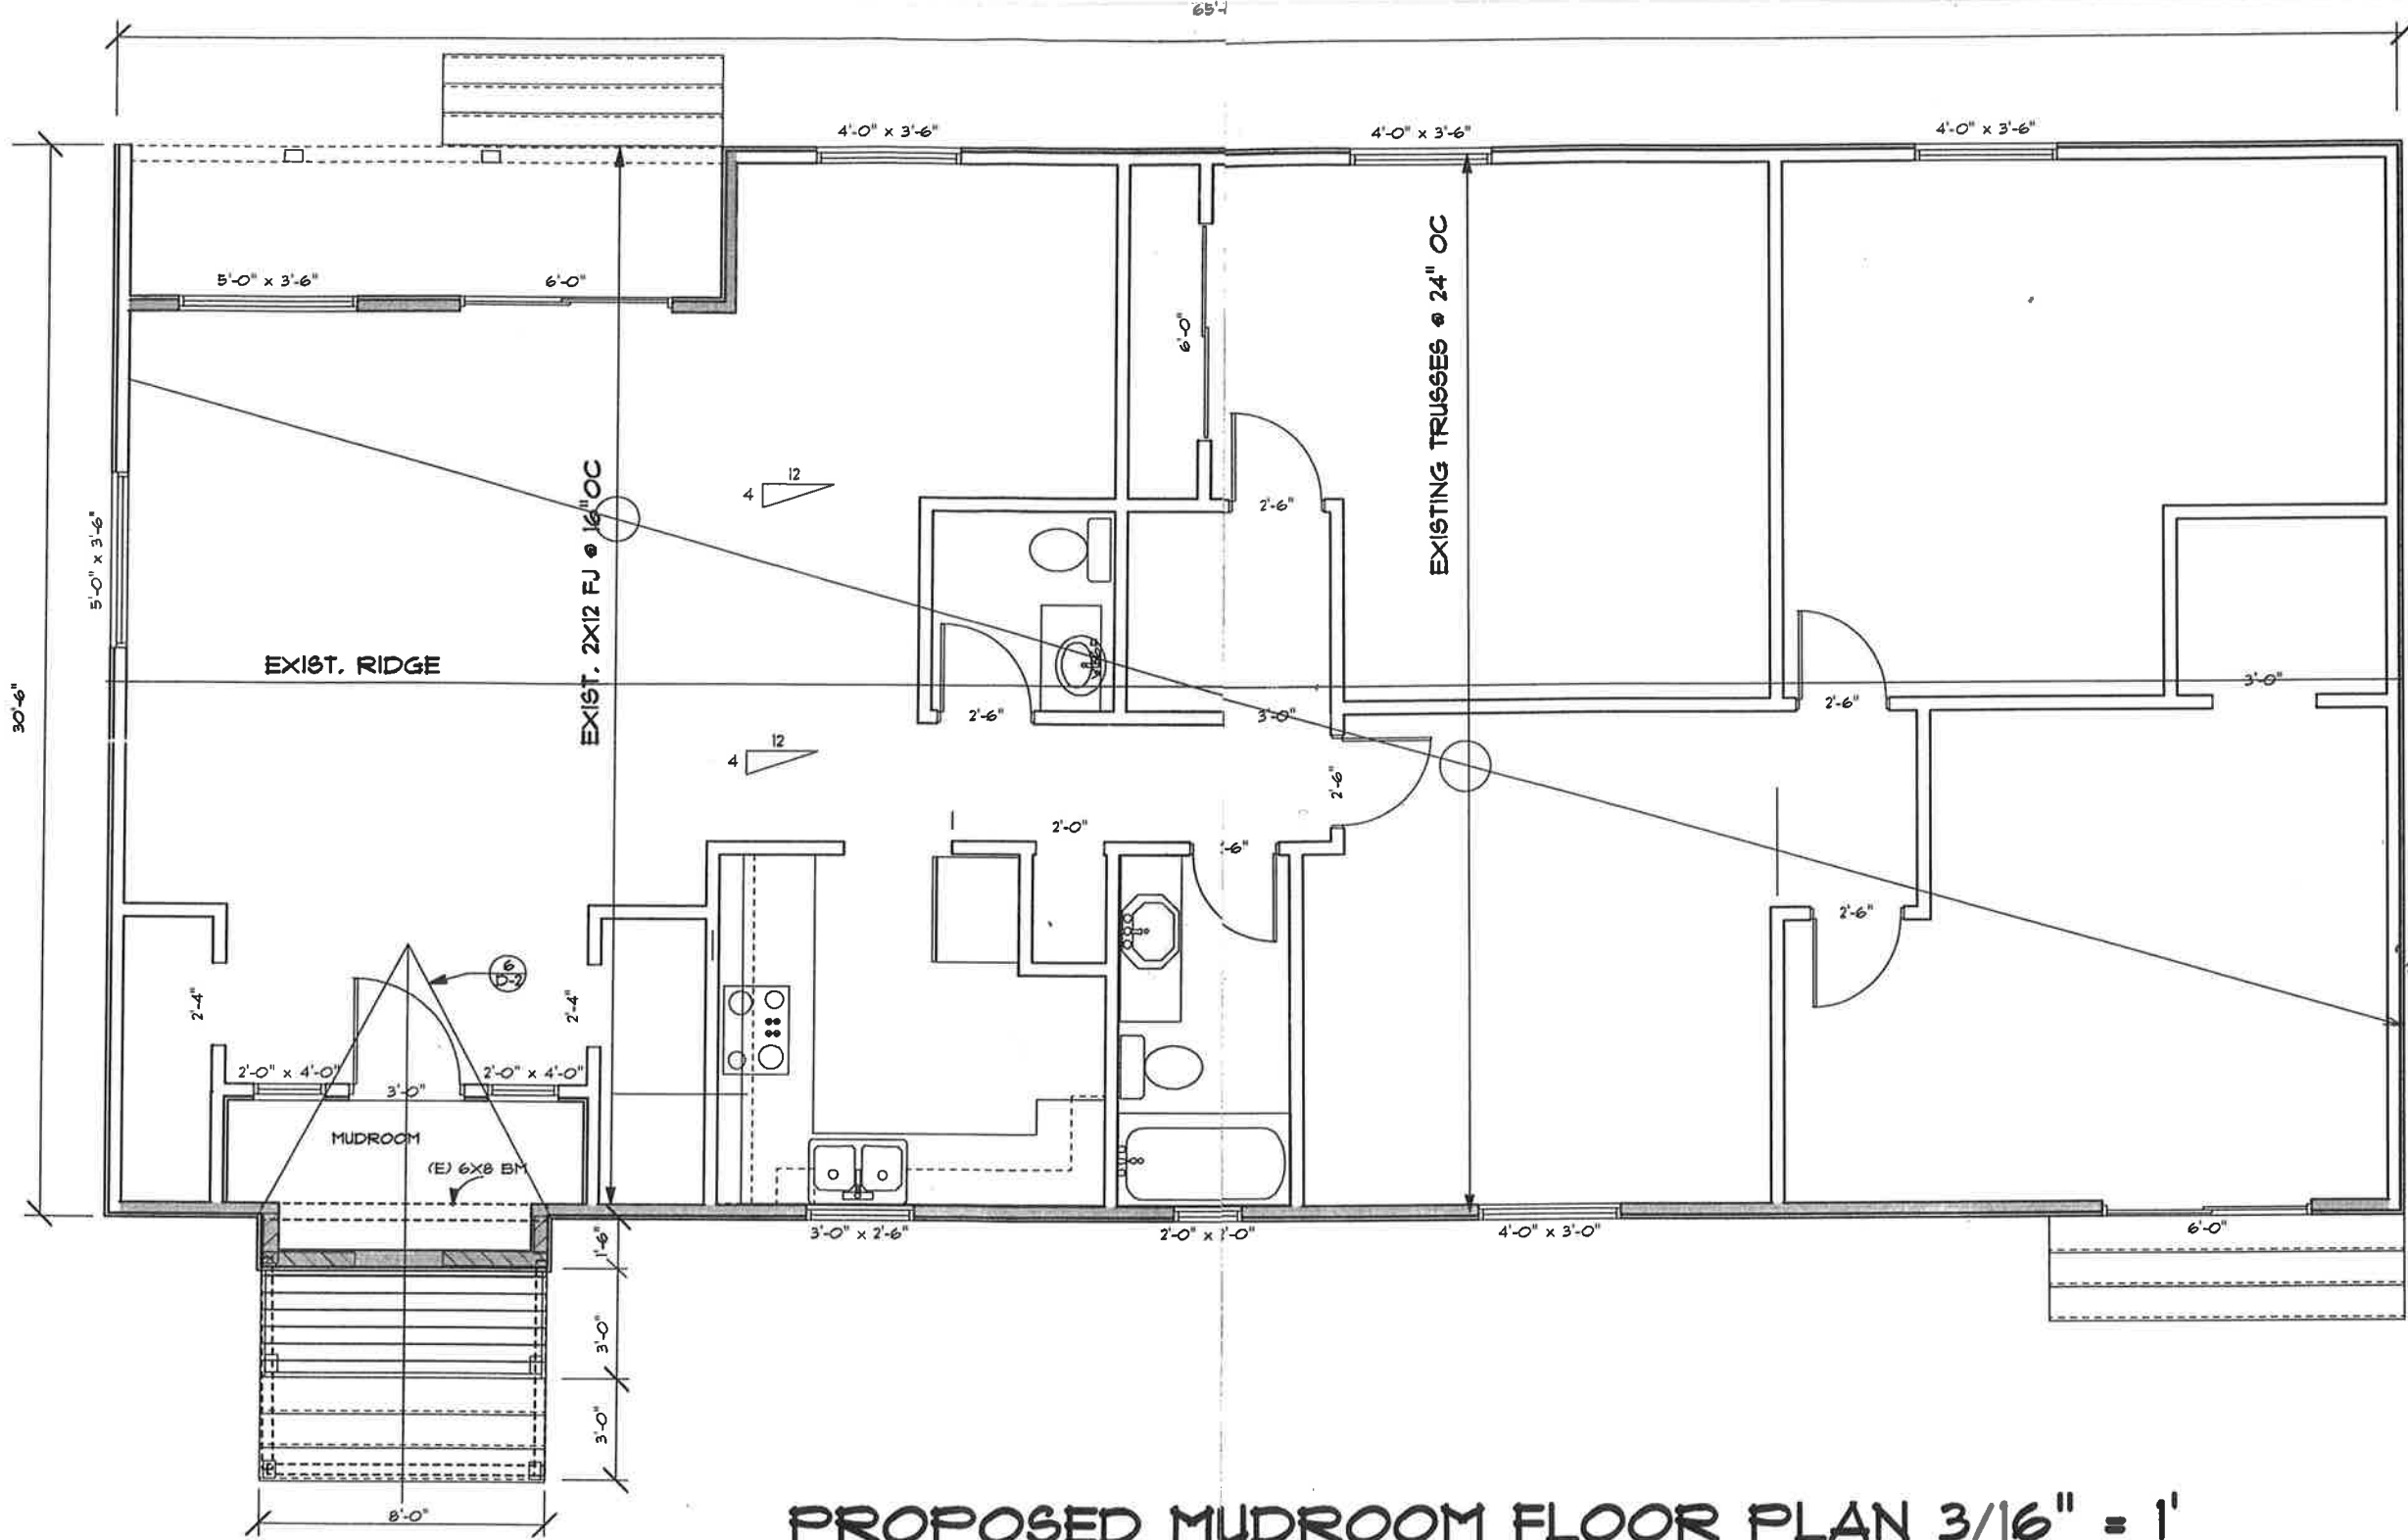 65'-
4'-0" x 3'-6"
4'-0" x 3'-6"
4'-0" x 3'-6"
5'-0" x 3'-6"
6'-0"
6'-0"
EXISTING TRUSSES @ 24" OC
12
4
2'-6"
5'-0" x 3'-6"
EXIST. 2X12 FJ @ 16" OC
EXIST. RIDGE
30'-6"
3'-0"
2'-6"
2'-6"
3'-0"
12
4
2'-6"
2'-0"
-6"
2'-6"
6
D-2
2'-4"
2'-4"
2'-0" x 4'-0"
3'-0"
2'-0" x 4'-0"
MUDROOM
(E) 6X8 BM
3'-0" x 2'-6"
2'-0" x '-0"
4'-0" x 3'-0"
6'-0"
1'-6"
3'-0"
3'-0"
8'-0"
PROPOSED MUDROOM FLOOR PLAN 3/16" = 1'